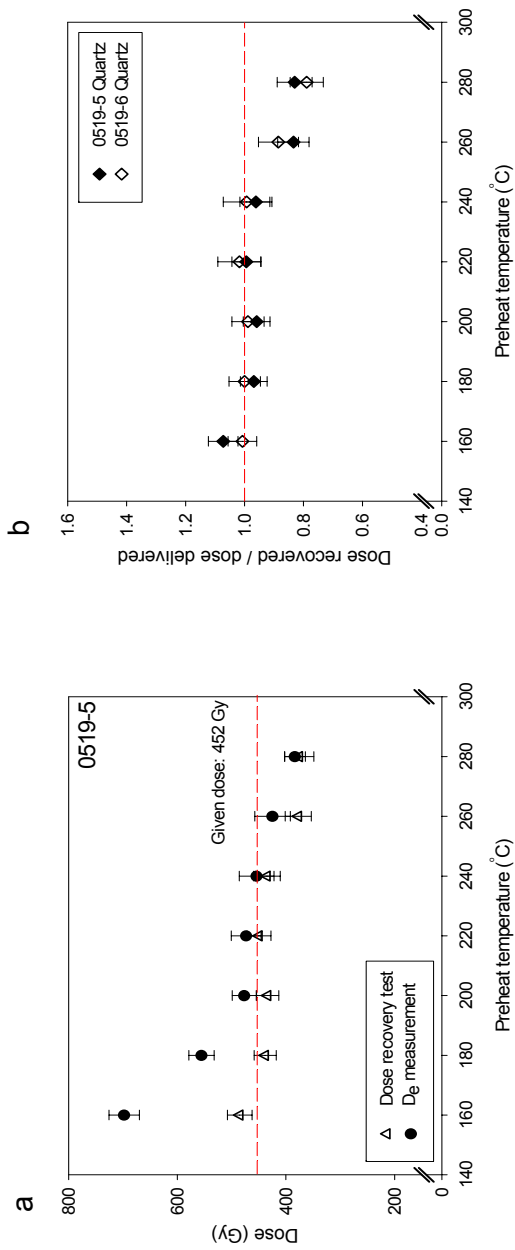 a
0519-5
800
600
400
200
0
Dose (Gy)
Given dose: 452 Gy
Dose recovery test
De measurement
140 160 180 200 220 240 260 280 300
Preheat temperature (°C)
b
0519-5 Quartz
0519-6 Quartz
1.6
1.4
1.2
1.0
0.8
0.6
0.4
0.0
Dose recovered / dose delivered
140 160 180 200 220 240 260 280 300
Preheat temperature (°C)